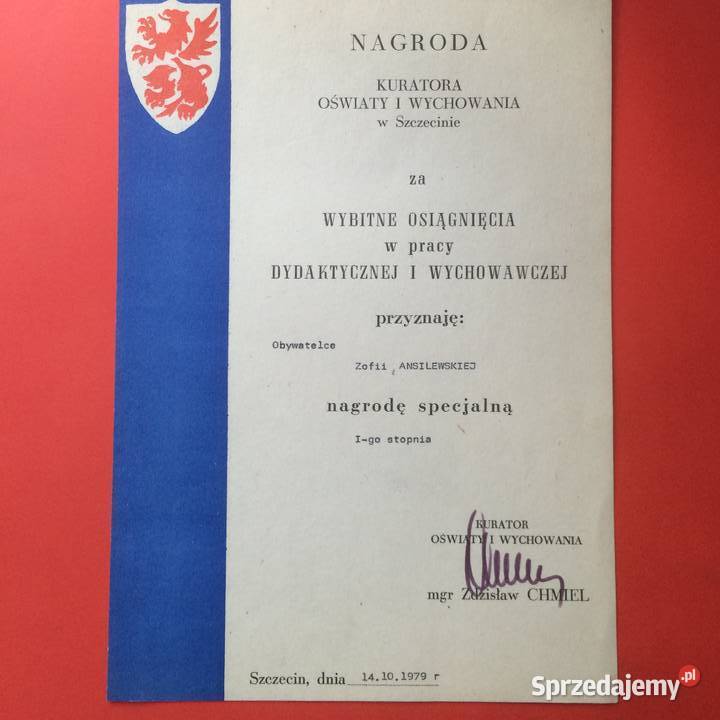 NAGRODA
KURATORA
OŚWIATY I WYCHOWANIA
w Szczecinie
za
WYBITNE OSIĄGNIĘCIA
w pracy
DYDAKTYCZNEJ I WYCHOWAWCZEJ
przyznaję:
Obywatelce
Zofii ANSILEWSKIEJ
nagrodę specjalną
I-go stopnia
KURATOR
OŚWIATY I WYCHOWANIA
mgr Zdzisław CHMIEL
Szczecin, dnia 14.10.1979 r
Sprzedajemy.pl